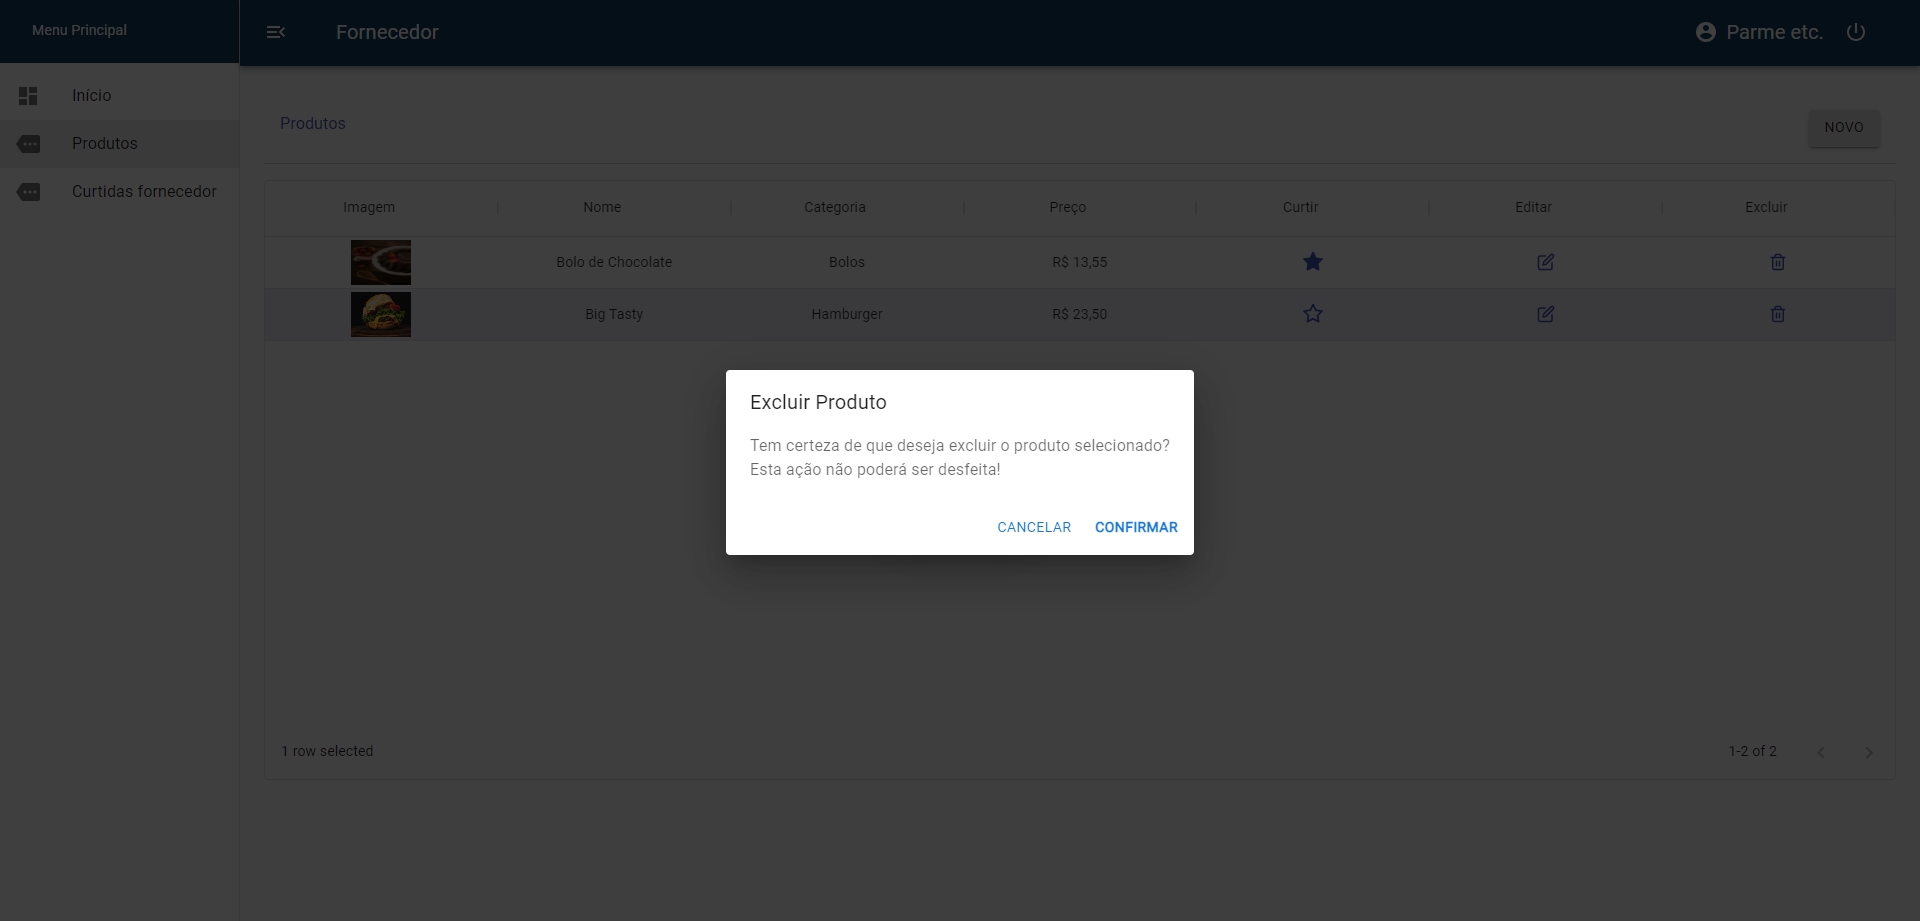 Menu Principal
Fornecedor
Parme etc.
Início
Produtos
Curtidas fornecedor
Produtos
NOVO
Imagem Nome Categoria Preço Curtir Editar Excluir
Bolo de Chocolate Bolos R$ 13,55
Big Tasty Hamburger R$ 23,50
Excluir Produto
Tem certeza de que deseja excluir o produto selecionado?
Esta ação não poderá ser desfeita!
CANCELAR CONFIRMAR
1 row selected
1-2 of 2